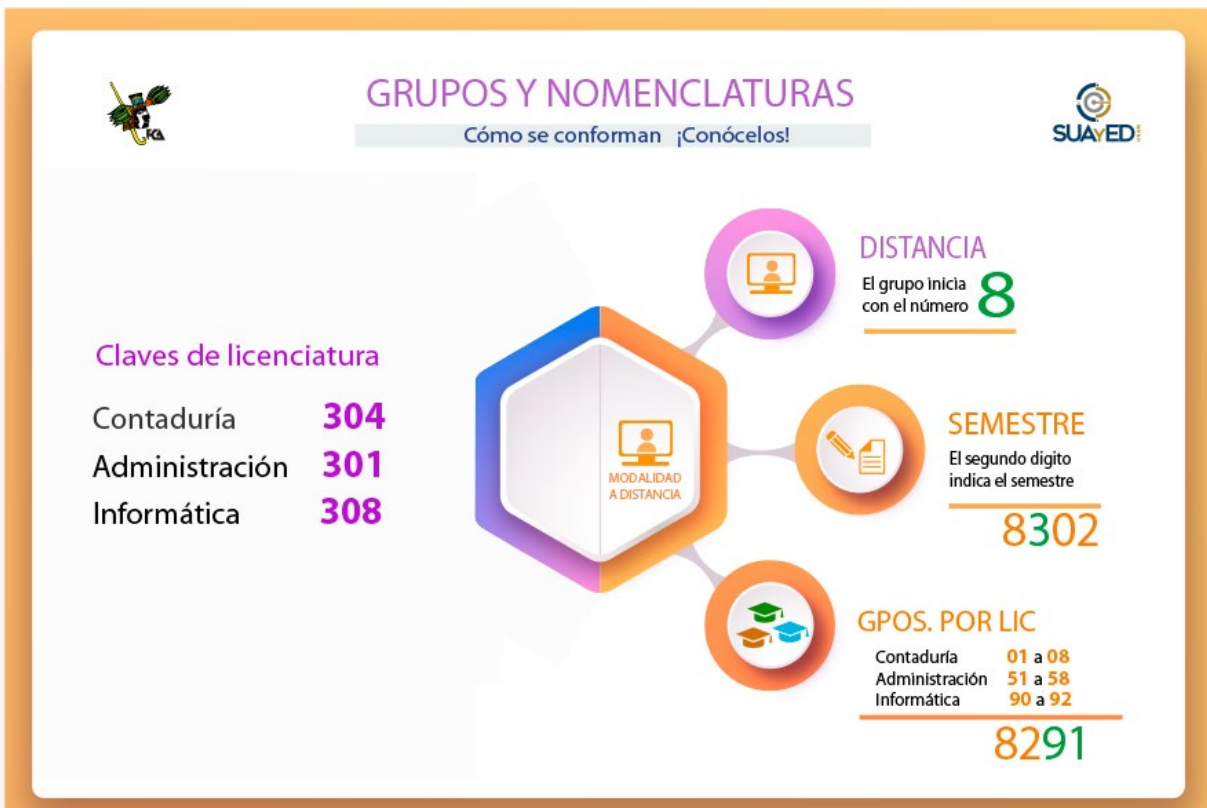 FCA
GRUPOS Y NOMENCLATURAS
Cómo se conforman ¡Conócelos!
SUAYED
Claves de licenciatura
Contaduría 304
Administración 301
Informática 308
MODALIDAD
A DISTANCIA
DISTANCIA
El grupo inicia
con el número 8
SEMESTRE
El segundo digito
indica el semestre
8302
GPOS. POR LIC
Contaduría 01 a 08
Administración 51 a 58
Informática 90 a 92
8291